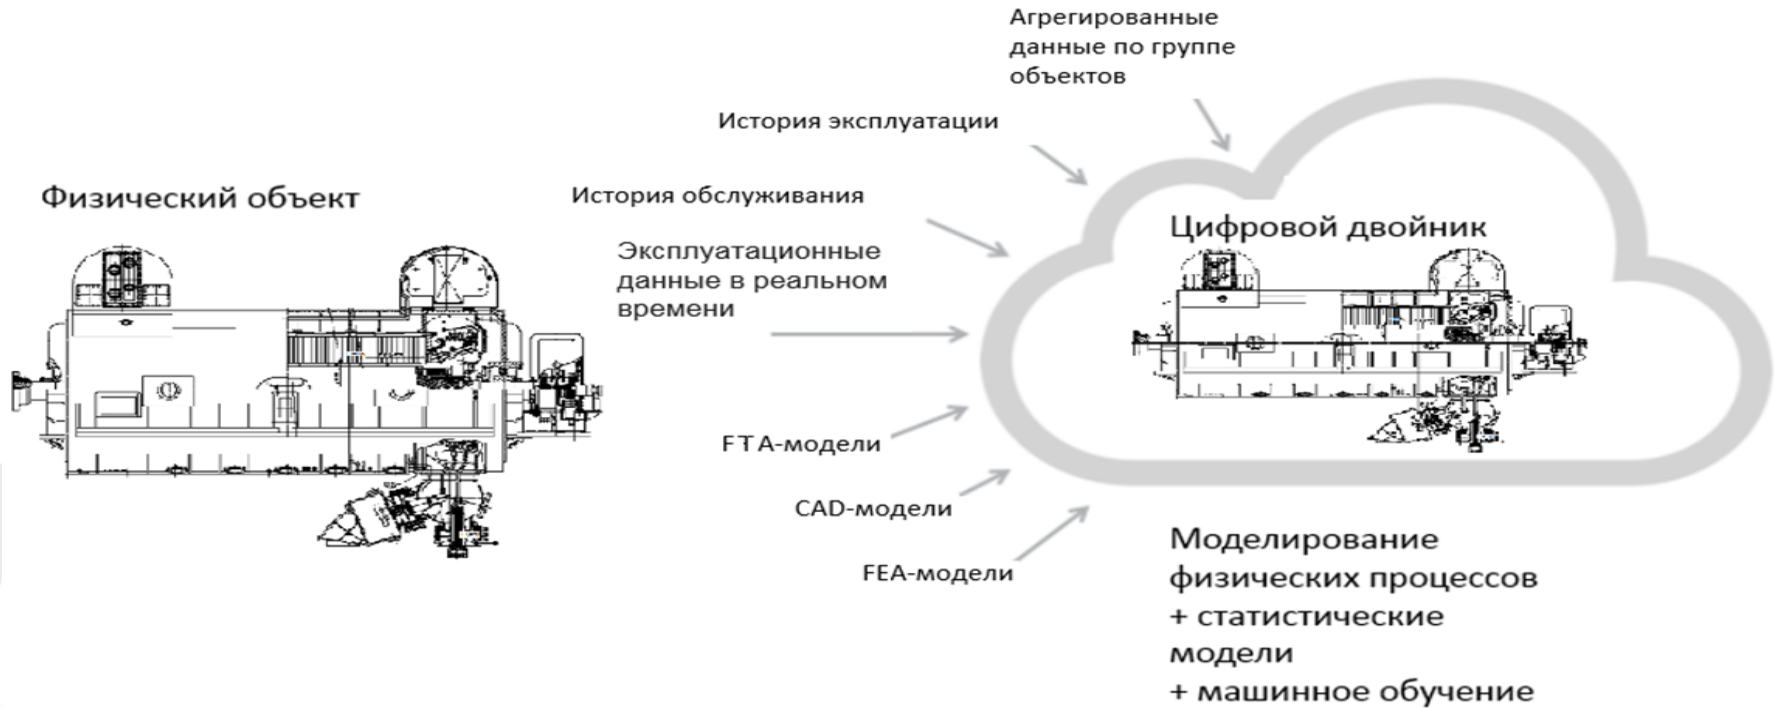 Агрегированные
данные по группе
объектов
История эксплуатации
Физический объект
История обслуживания
Эксплуатационные
данные в реальном
времени
Цифровой двойник
FTA-модели
CAD-модели
FEA-модели
Моделирование
физических процессов
+ статистические
модели
+ машинное обучение